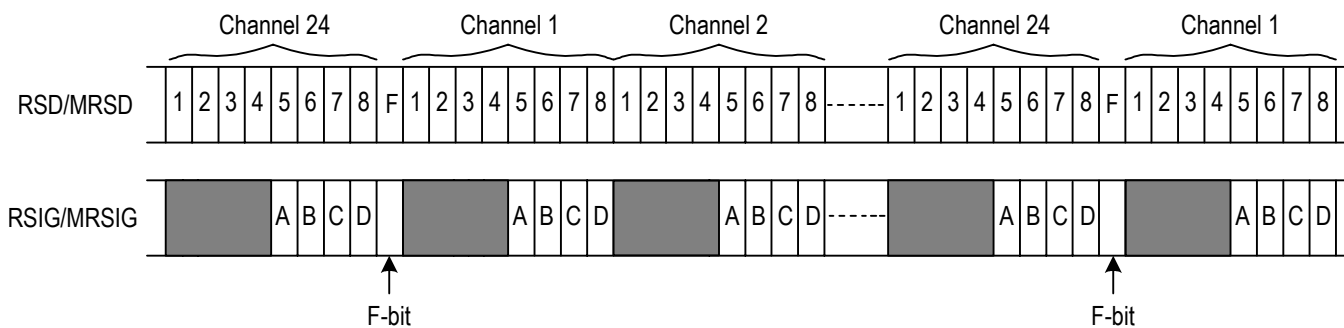 Channel 24 Channel 1 Channel 2 Channel 24 Channel 1
RSD/MRSD 1 2 3 4 5 6 7 8 F 1 2 3 4 5 6 7 8 1 2 3 4 5 6 7 8 1 2 3 4 5 6 7 8 F 1 2 3 4 5 6 7 8
RSIG/MRSIG A B C D A B C D A B C D A B C D A B C D
F-bit F-bit